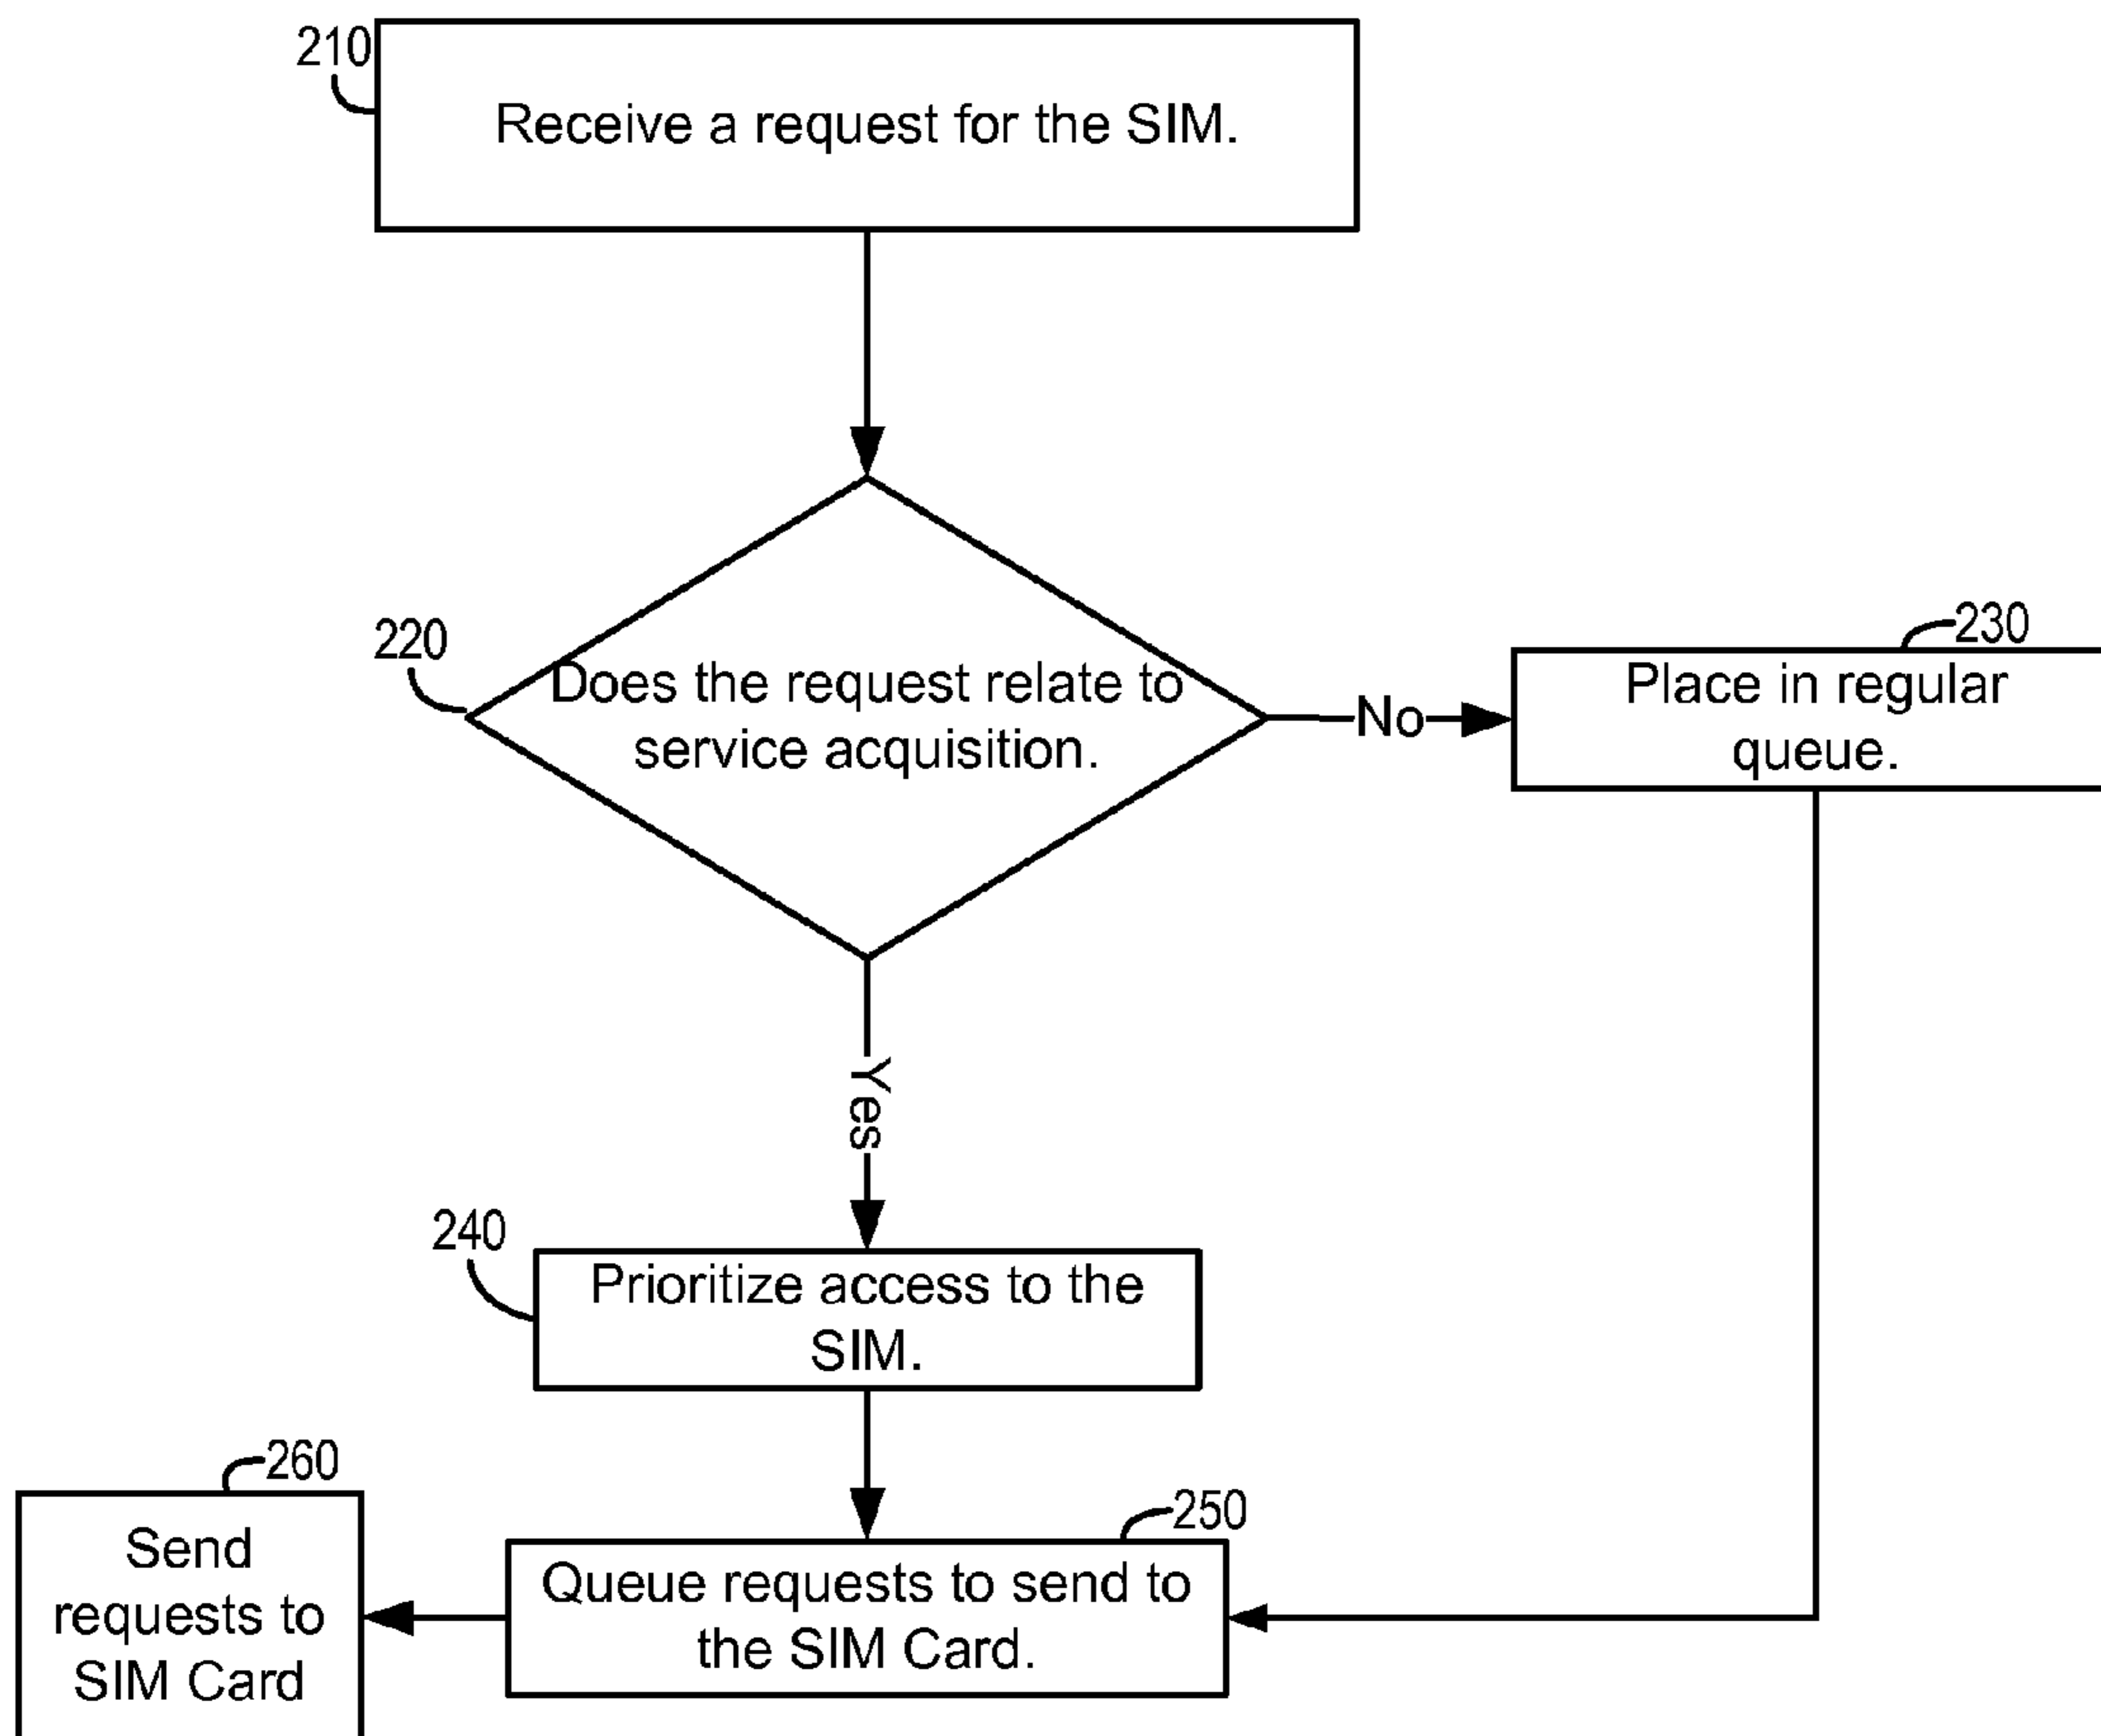 210
Receive a request for the SIM.
220
Does the request relate to
service acquisition.
No
230
Place in regular
queue.
Yes
240
Prioritize access to the
SIM.
250
Queue requests to send to
the SIM Card.
260
Send
requests to
SIM Card